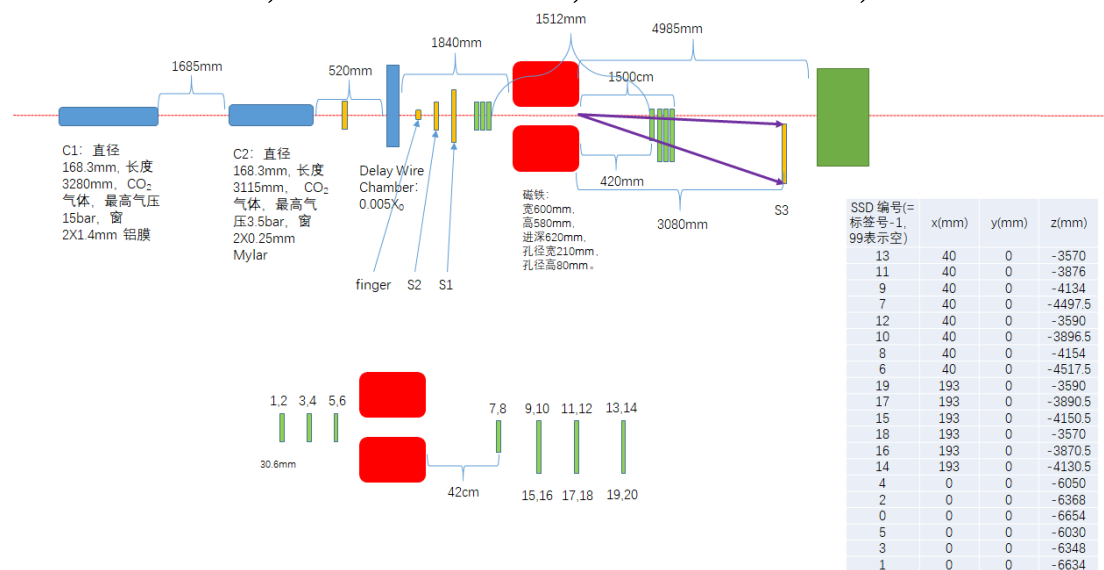 1512mm
4985mm
1840mm
1685mm
520mm
1500cm
C1：直径
168.3mm, 长度
3280mm，CO₂
气体，最高气压
15bar，窗
2X1.4mm 铝膜
C2：直径
168.3mm, 长度
3115mm， CO₂
气体，最高气
压3.5bar，窗
2X0.25mm
Mylar
Delay Wire
Chamber:
0.005X₀
420mm
3080mm
S3
磁铁：
宽600mm，
高580mm，
进深620mm，
孔径宽210mm，
孔径高80mm。
finger S2 S1
SSD 编号(=
标签号-1,
99表示空) x(mm) y(mm) z(mm)
13 40 0 -3570
11 40 0 -3876
9 40 0 -4134
7 40 0 -4497.5
12 40 0 -3590
10 40 0 -3896.5
8 40 0 -4154
6 40 0 -4517.5
19 193 0 -3590
17 193 0 -3890.5
15 193 0 -4150.5
18 193 0 -3570
16 193 0 -3870.5
14 193 0 -4130.5
4 0 0 -6050
2 0 0 -6368
0 0 0 -6654
5 0 0 -6030
3 0 0 -6348
1 0 0 -6634
1,2 3,4 5,6
7,8 9,10 11,12 13,14
30.6mm
42cm
15,16 17,18 19,20